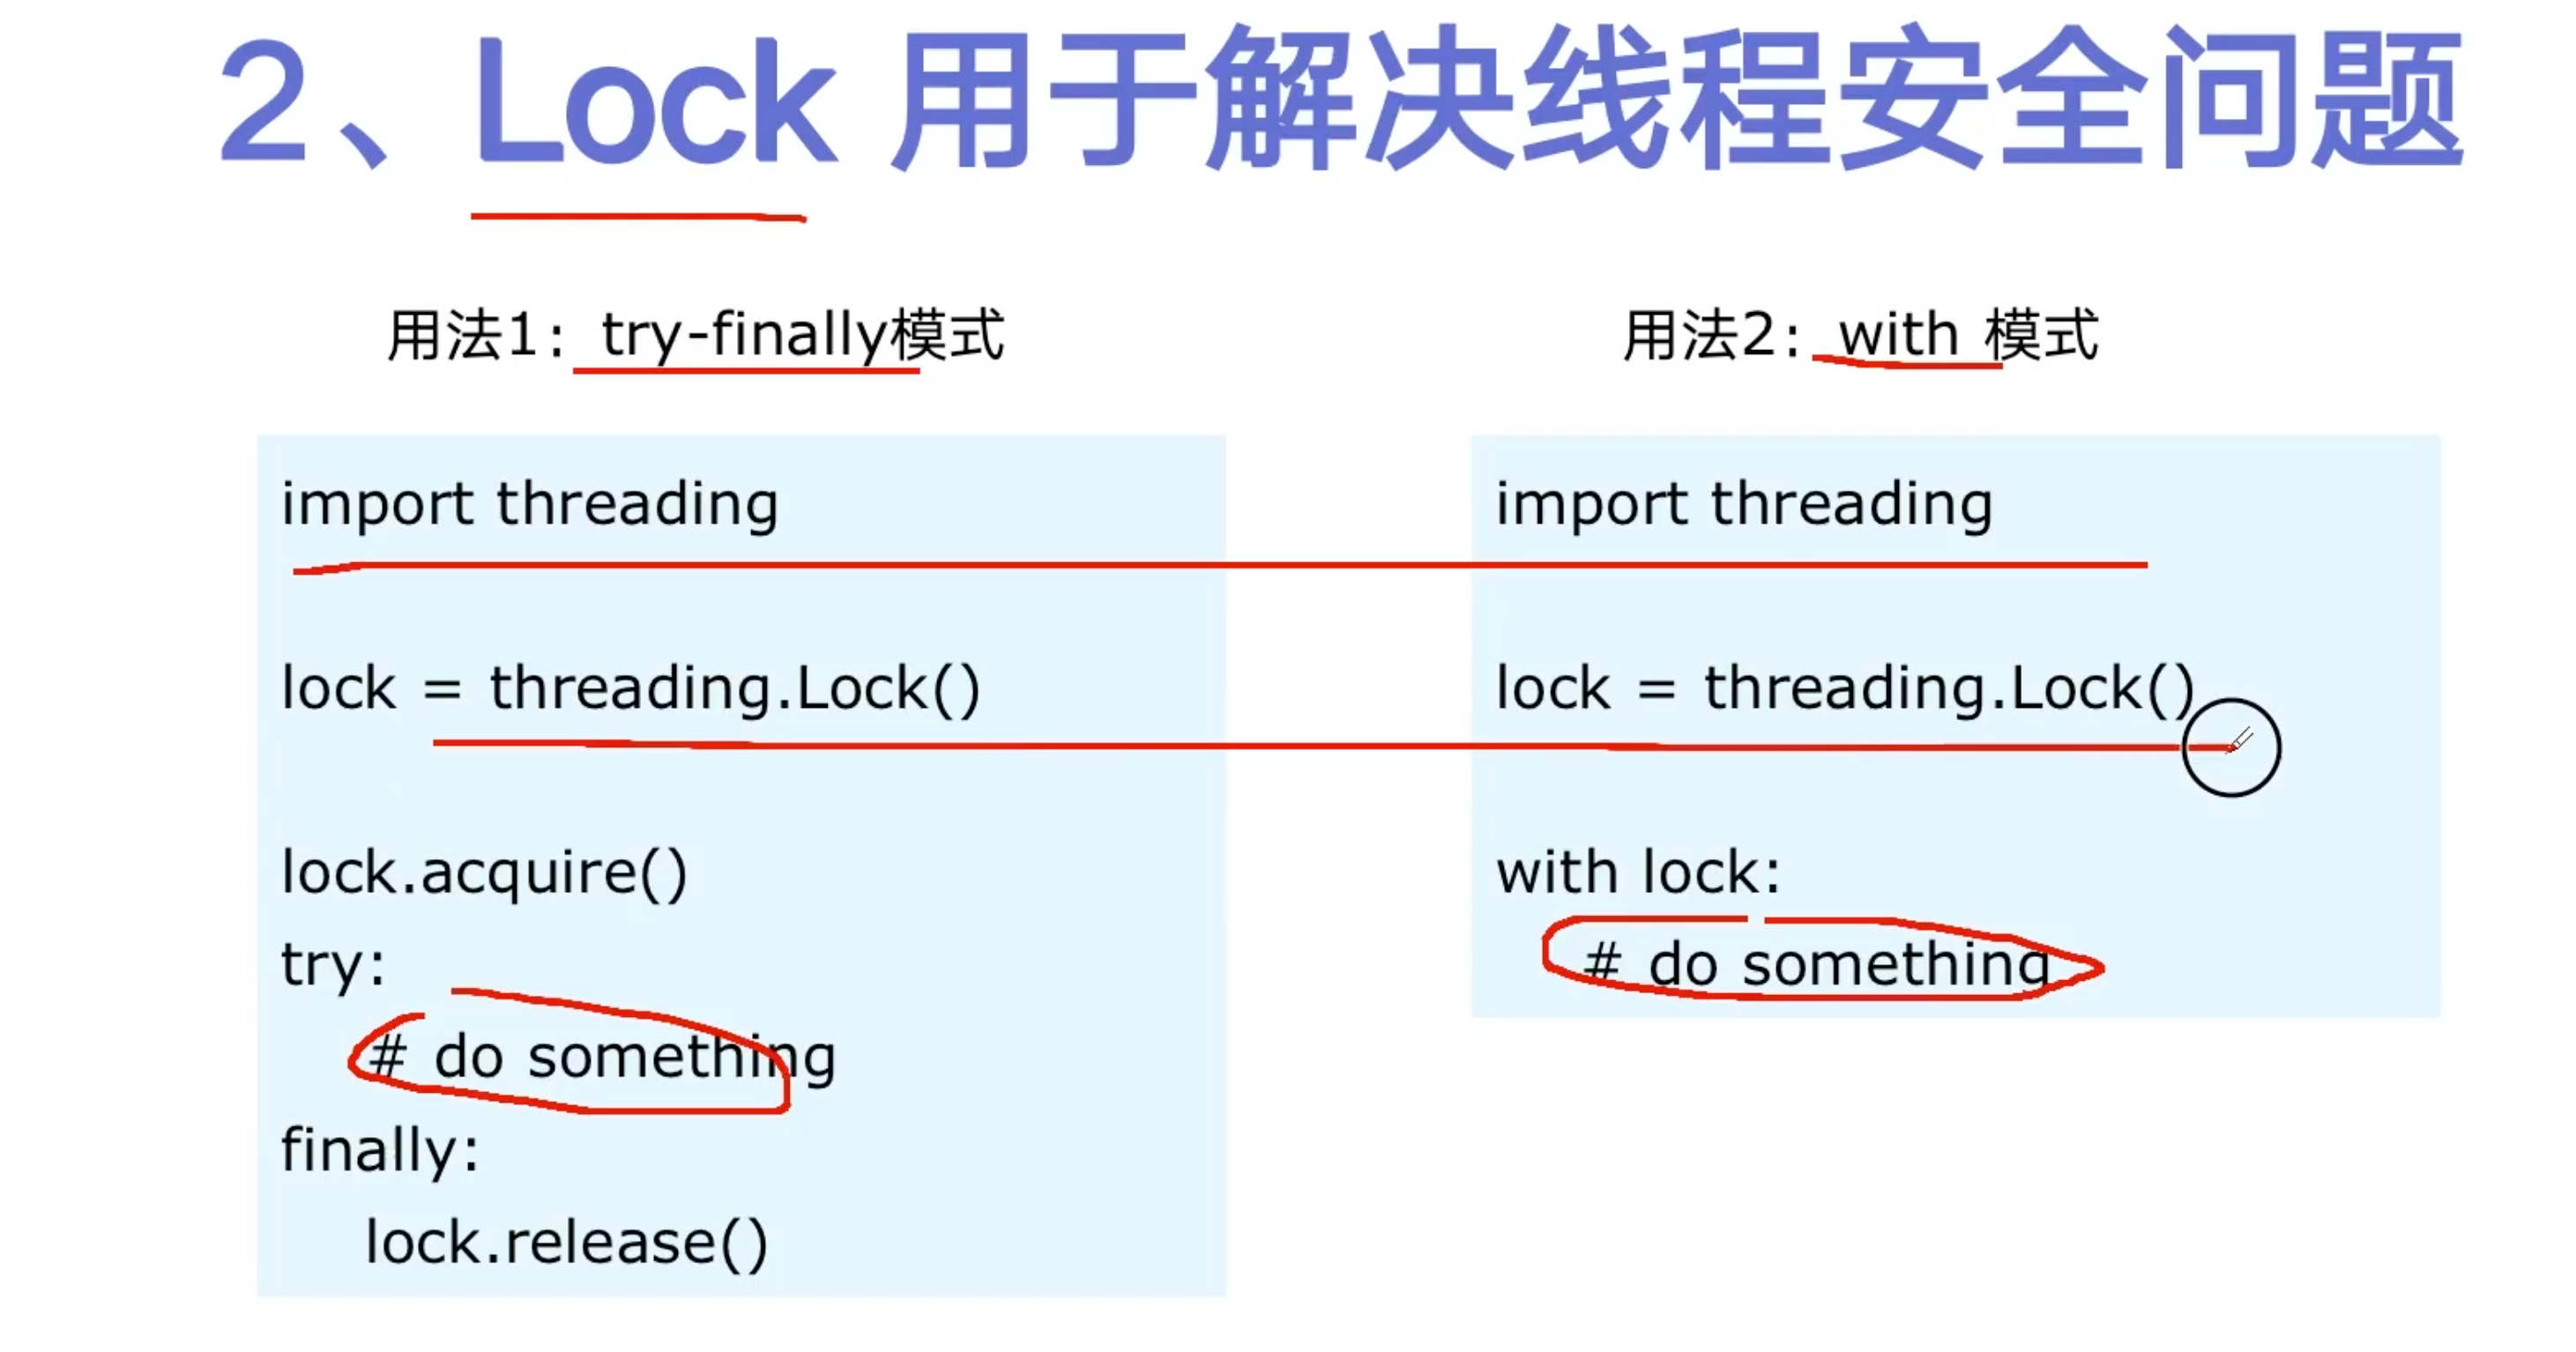 2、Lock 用于解决线程安全问题
用法1: try-finally模式
import threading
lock = threading.Lock()
lock.acquire()
try:
# do something
finally:
lock.release()
用法2: with 模式
import threading
lock = threading.Lock()
with lock:
# do something